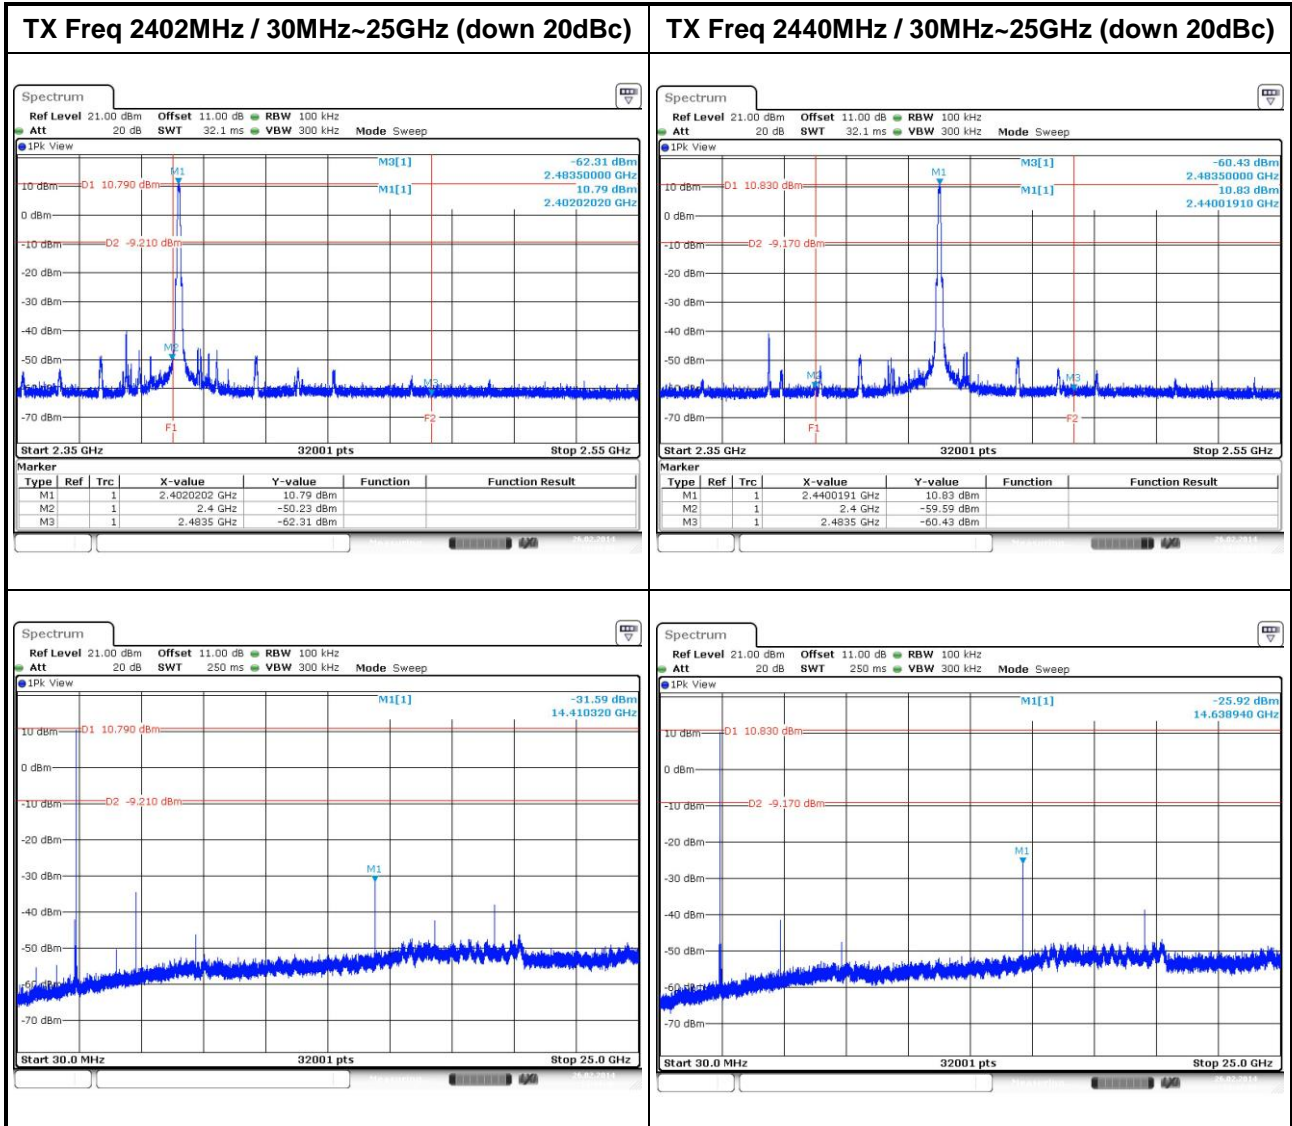 TX Freq 2402MHz / 30MHz~25GHz (down 20dBc)
TX Freq 2440MHz / 30MHz~25GHz (down 20dBc)
Spectrum
Ref Level 21.00 dBm Offset 11.00 dB RBW 100 kHz
Att 20 dB SWT 32.1 ms VBW 300 kHz Mode Sweep
1Pk View
M3[1] -62.31 dBm
2.48350000 GHz
M1[1] 10.79 dBm
2.40202020 GHz
M1
10 dBm
D1 10.790 dBm
0 dBm
-10 dBm
D2 -9.210 dBm
-20 dBm
-30 dBm
-40 dBm
-50 dBm
M2
M3
-70 dBm
F1
F2
Start 2.35 GHz 32001 pts Stop 2.55 GHz
Marker
Type Ref Trc X-value Y-value Function Function Result
M1 1 2.4020202 GHz 10.79 dBm
M2 1 2.4 GHz -50.23 dBm
M3 1 2.4835 GHz -62.31 dBm
Spectrum
Ref Level 21.00 dBm Offset 11.00 dB RBW 100 kHz
Att 20 dB SWT 32.1 ms VBW 300 kHz Mode Sweep
1Pk View
M3[1] -60.43 dBm
2.48350000 GHz
M1[1] 10.83 dBm
2.44001910 GHz
M1
10 dBm
D1 10.830 dBm
0 dBm
-10 dBm
D2 -9.170 dBm
-20 dBm
-30 dBm
-40 dBm
-50 dBm
M2
M3
-70 dBm
F1
F2
Start 2.35 GHz 32001 pts Stop 2.55 GHz
Marker
Type Ref Trc X-value Y-value Function Function Result
M1 1 2.4400191 GHz 10.83 dBm
M2 1 2.4 GHz -59.59 dBm
M3 1 2.4835 GHz -60.43 dBm
Spectrum
Ref Level 21.00 dBm Offset 11.00 dB RBW 100 kHz
Att 20 dB SWT 250 ms VBW 300 kHz Mode Sweep
1Pk View
M1[1] -31.59 dBm
14.410320 GHz
10 dBm
D1 10.790 dBm
0 dBm
-10 dBm
D2 -9.210 dBm
-20 dBm
M1
-30 dBm
-40 dBm
-50 dBm
-70 dBm
Start 30.0 MHz 32001 pts Stop 25.0 GHz
Spectrum
Ref Level 21.00 dBm Offset 11.00 dB RBW 100 kHz
Att 20 dB SWT 250 ms VBW 300 kHz Mode Sweep
1Pk View
M1[1] -25.92 dBm
14.638940 GHz
10 dBm
D1 10.830 dBm
0 dBm
-10 dBm
D2 -9.170 dBm
-20 dBm
M1
-30 dBm
-40 dBm
-50 dBm
-70 dBm
Start 30.0 MHz 32001 pts Stop 25.0 GHz